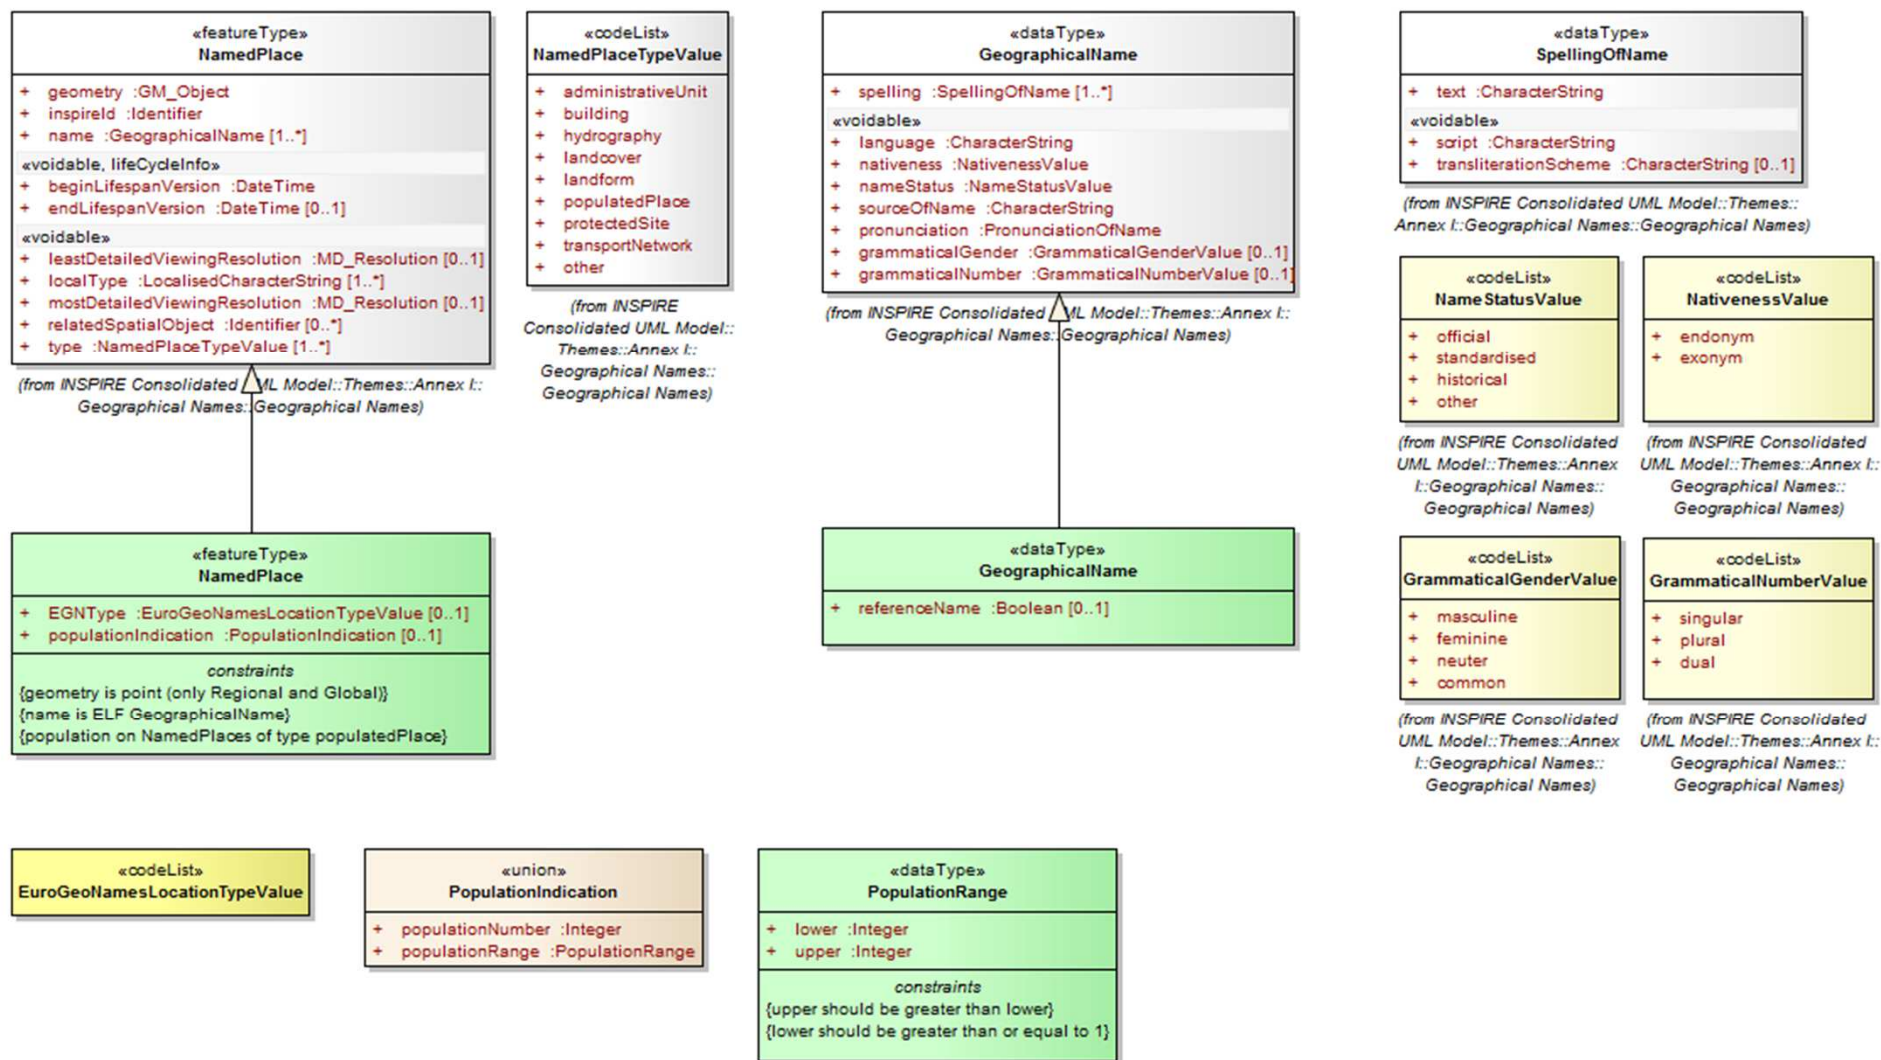 «featureType»
NamedPlace
+ geometry :GM_Object
+ inspireId :Identifier
+ name :GeographicalName [1..*]
«voidable, lifeCycleInfo»
+ beginLifespanVersion :DateTime
+ endLifespanVersion :DateTime [0..1]
«voidable»
+ leastDetailedViewingResolution :MD_Resolution [0..1]
+ localType :LocalisedCharacterString [1..*]
+ mostDetailedViewingResolution :MD_Resolution [0..1]
+ relatedSpatialObject :Identifier [0..*]
+ type :NamedPlaceTypeValue [1..*]
(from INSPIRE Consolidated UML Model::Themes::Annex I::
Geographical Names::Geographical Names)
«codeList»
NamedPlaceTypeValue
+ administrativeUnit
+ building
+ hydrography
+ landcover
+ landform
+ populatedPlace
+ protectedSite
+ transportNetwork
+ other
(from INSPIRE
Consolidated UML Model::
Themes::Annex I::
Geographical Names::
Geographical Names)
«dataType»
GeographicalName
+ spelling :SpellingOfName [1..*]
«voidable»
+ language :CharacterString
+ nativeness :NativenessValue
+ nameStatus :NameStatusValue
+ sourceOfName :CharacterString
+ pronunciation :PronunciationOfName
+ grammaticalGender :GrammaticalGenderValue [0..1]
+ grammaticalNumber :GrammaticalNumberValue [0..1]
(from INSPIRE Consolidated UML Model::Themes::Annex I::
Geographical Names::Geographical Names)
«dataType»
SpellingOfName
+ text :CharacterString
«voidable»
+ script :CharacterString
+ transliterationScheme :CharacterString [0..1]
(from INSPIRE Consolidated UML Model::Themes::
Annex I::Geographical Names::Geographical Names)
«codeList»
NameStatusValue
+ official
+ standardised
+ historical
+ other
(from INSPIRE Consolidated
UML Model::Themes::Annex
I::Geographical Names::
Geographical Names)
«codeList»
NativenessValue
+ endonym
+ exonym
(from INSPIRE Consolidated
UML Model::Themes::Annex I::
Geographical Names::
Geographical Names)
«featureType»
NamedPlace
+ EGNType :EuroGeoNamesLocationTypeValue [0..1]
+ populationIndication :PopulationIndication [0..1]
constraints
{geometry is point (only Regional and Global)}
{name is ELF GeographicalName}
{population on NamedPlaces of type populatedPlace}
«dataType»
GeographicalName
+ referenceName :Boolean [0..1]
«codeList»
GrammaticalGenderValue
+ masculine
+ feminine
+ neuter
+ common
(from INSPIRE Consolidated
UML Model::Themes::Annex
I::Geographical Names::
Geographical Names)
«codeList»
GrammaticalNumberValue
+ singular
+ plural
+ dual
(from INSPIRE Consolidated
UML Model::Themes::Annex I::
Geographical Names::
Geographical Names)
«codeList»
EuroGeoNamesLocationTypeValue
«union»
PopulationIndication
+ populationNumber :Integer
+ populationRange :PopulationRange
«dataType»
PopulationRange
+ lower :Integer
+ upper :Integer
constraints
{upper should be greater than lower}
{lower should be greater than or equal to 1}